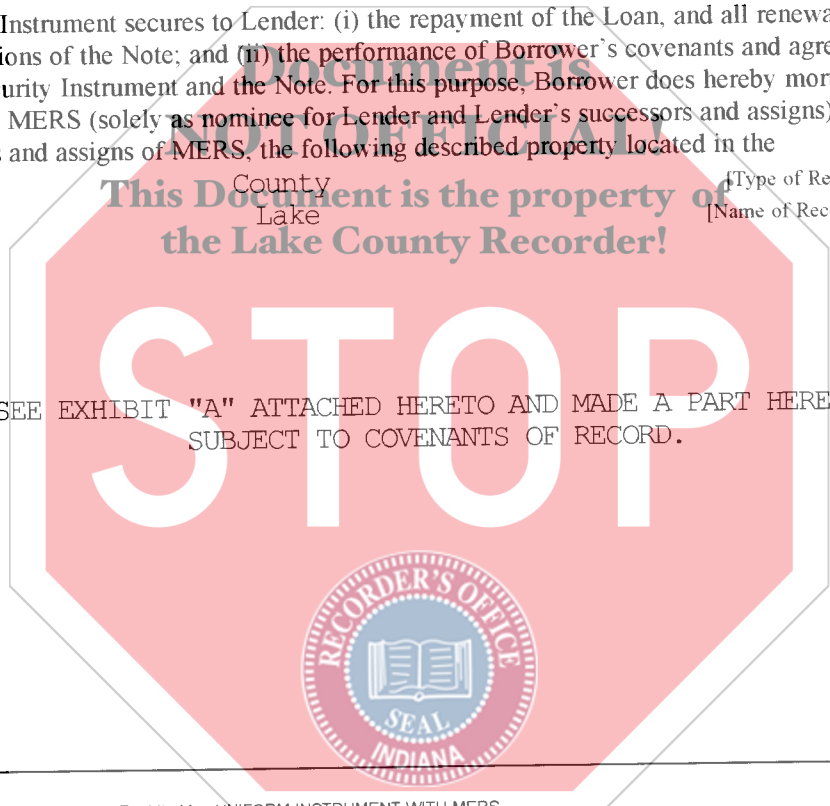 Instrument secures to Lender: (i) the repayment of the Loan, and all renewa
ions of the Note; and (ii) the performance of Borrower's covenants and agre
urity Instrument and the Note. For this purpose, Borrower does hereby mor
MERS (solely as nominee for Lender and Lender's successors and assigns)
s and assigns of MERS, the following described property located in the
County [Type of Re
Lake [Name of Rec
Document is
NOT OFFICIAL!
This Document is the property of
the Lake County Recorder!
STOP
SEE EXHIBIT "A" ATTACHED HERETO AND MADE A PART HERE
SUBJECT TO COVENANTS OF RECORD.
RECORDER'S OFFICE
SEAL
INDIANA
UNIFORM INSTRUMENT WITH MERS